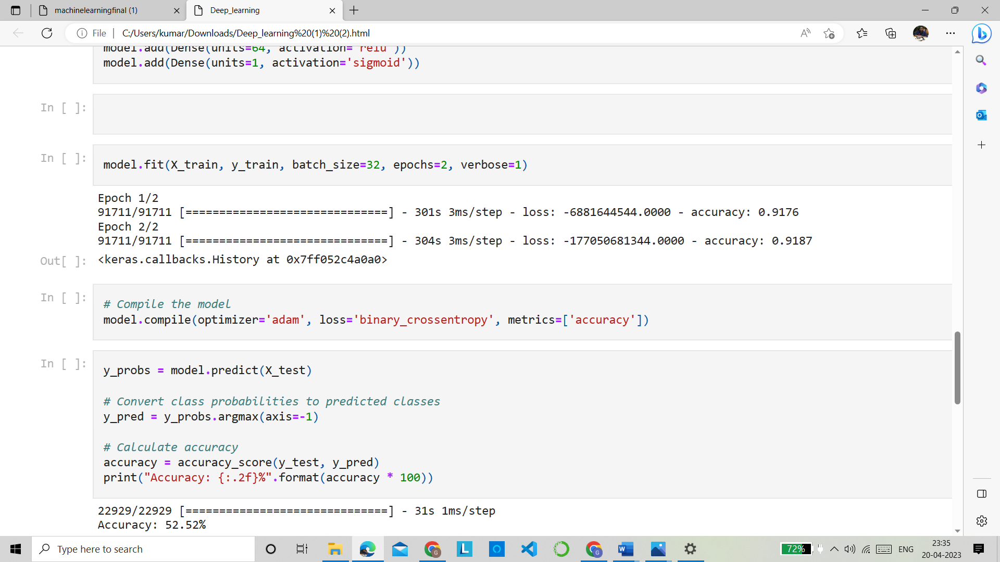 machinelearningfinal (1)
Deep_learning
File
C:/Users/kumar/Downloads/Deep_learning%20(1)%20(2).html
model.add(Dense(units=64, activation='relu'))
model.add(Dense(units=1, activation='sigmoid'))
In [ ]:
In [ ]:
model.fit(X_train, y_train, batch_size=32, epochs=2, verbose=1)
Epoch 1/2
91711/91711 [==============================] - 301s 3ms/step - loss: -6881644544.0000 - accuracy: 0.9176
Epoch 2/2
91711/91711 [==============================] - 304s 3ms/step - loss: -177050681344.0000 - accuracy: 0.9187
Out[ ]: <keras.callbacks.History at 0x7ff052c4a0a0>
In [ ]:
# Compile the model
model.compile(optimizer='adam', loss='binary_crossentropy', metrics=['accuracy'])
In [ ]:
y_probs = model.predict(X_test)
# Convert class probabilities to predicted classes
y_pred = y_probs.argmax(axis=-1)
# Calculate accuracy
accuracy = accuracy_score(y_test, y_pred)
print("Accuracy: {:.2f}%".format(accuracy * 100))
22929/22929 [==============================] - 31s 1ms/step
Accuracy: 52.52%
Type here to search
72%
ENG
23:35
20-04-2023